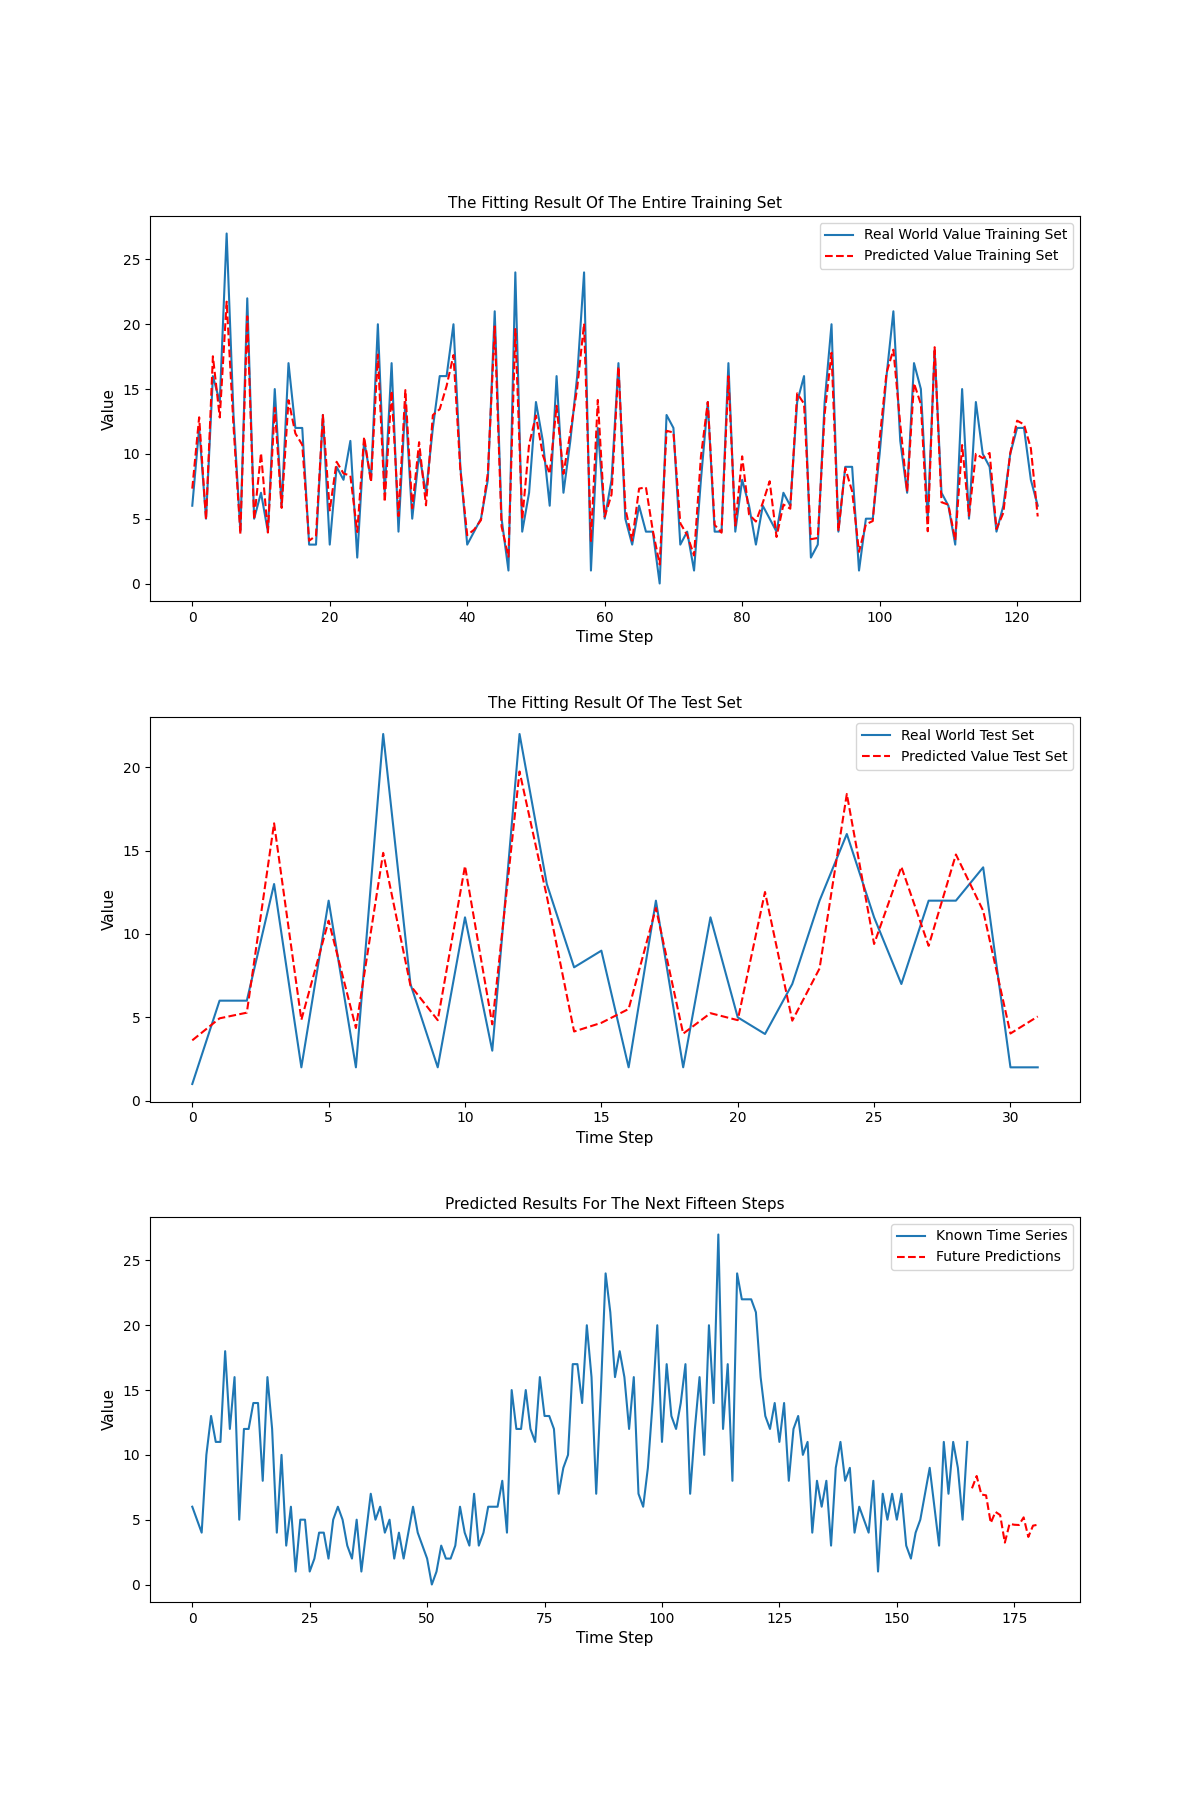 The Fitting Result Of The Entire Training Set
Real World Value Training Set
Predicted Value Training Set
Value
25
20
15
10
5
0
0 20 40 60 80 100 120
Time Step
The Fitting Result Of The Test Set
Real World Test Set
Predicted Value Test Set
Value
20
15
10
5
0
0 5 10 15 20 25 30
Time Step
Predicted Results For The Next Fifteen Steps
Known Time Series
Future Predictions
Value
25
20
15
10
5
0
0 25 50 75 100 125 150 175
Time Step